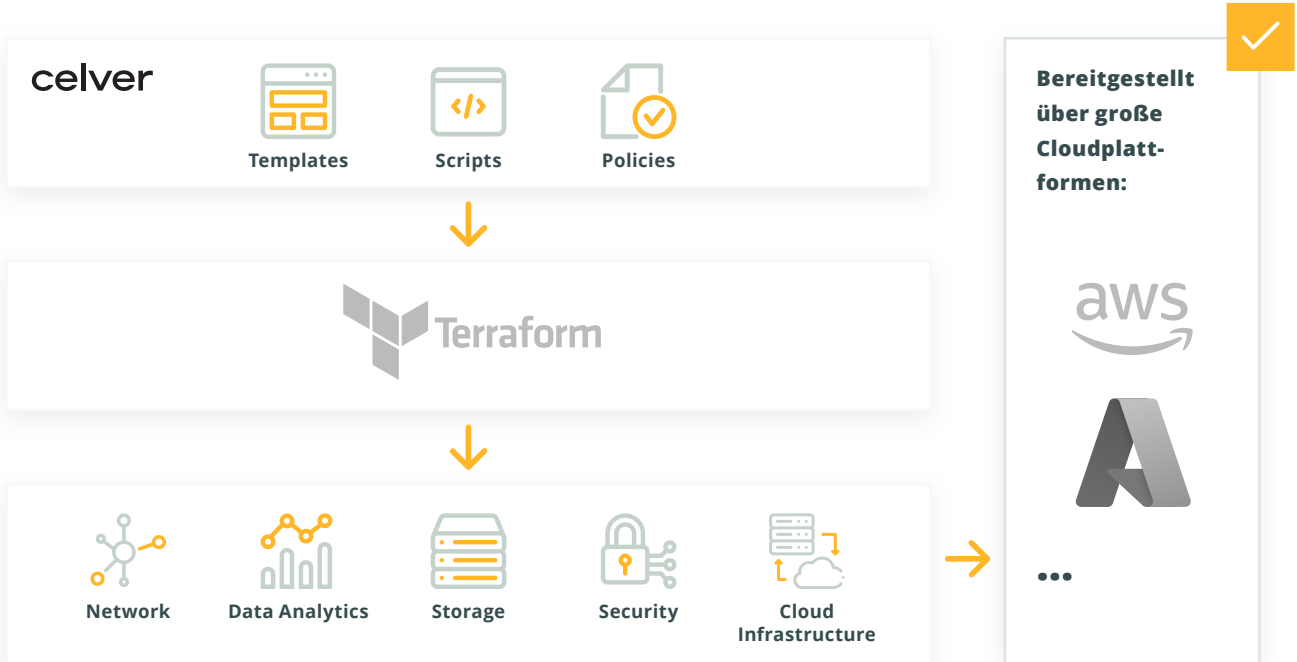 celver
Templates
Scripts
Policies
Terraform
Network
Data Analytics
Storage
Security
Cloud
Infrastructure
Bereitgestellt
über große
Cloudplatt-
formen:
aws
...